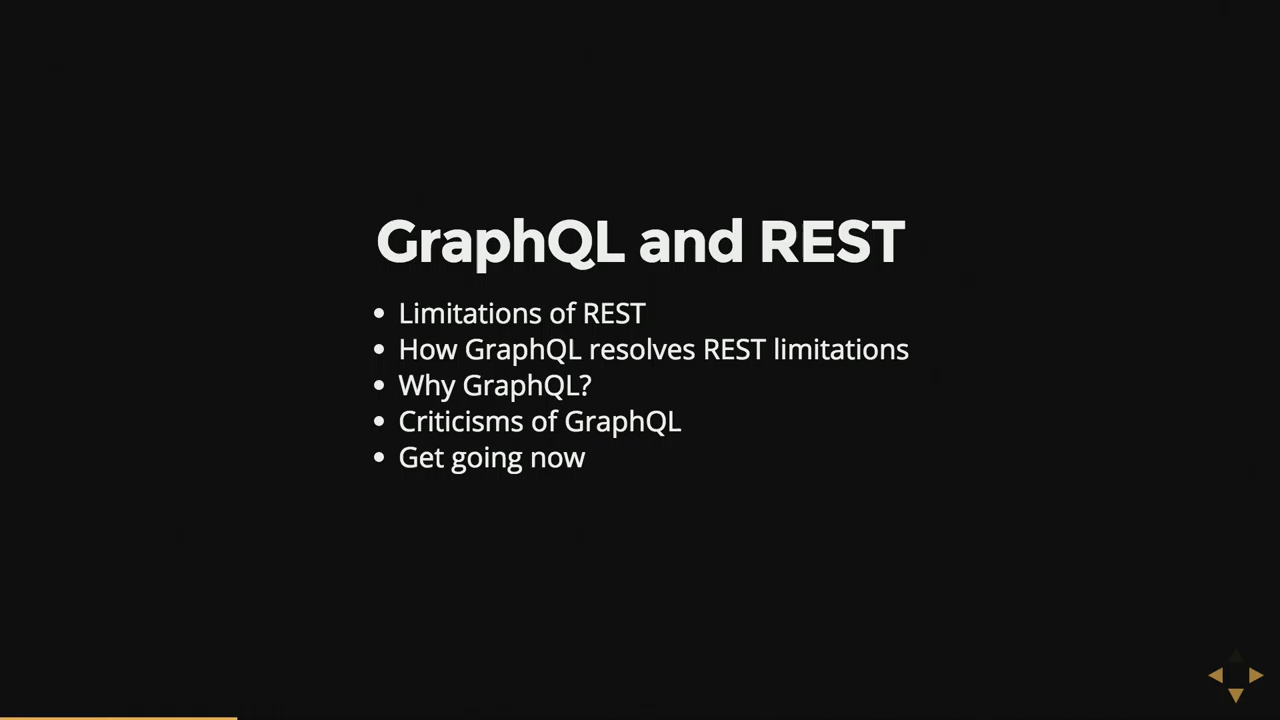 GraphQL and REST
• Limitations of REST
• How GraphQL resolves REST limitations
• Why GraphQL?
• Criticisms of GraphQL
• Get going now